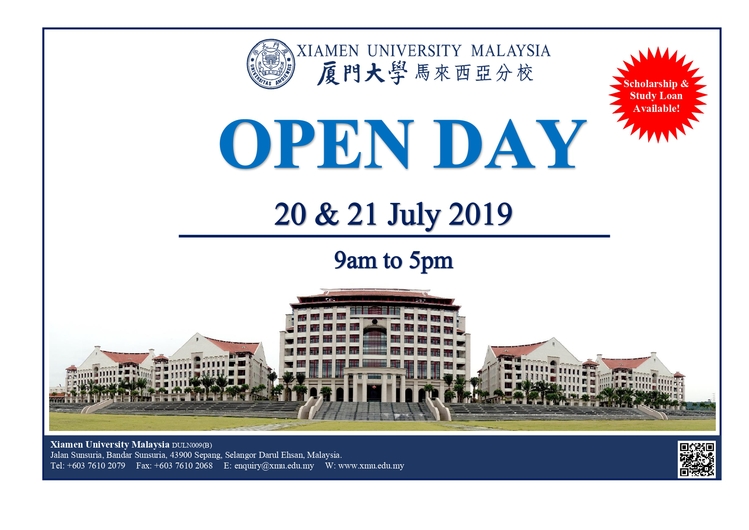 XIAMEN UNIVERSITY MALAYSIA
厦門大學 馬來西亞分校
Scholarship &
Study Loan
Available!
OPEN DAY
20 & 21 July 2019
9am to 5pm
Xiamen University Malaysia DULN009(B)
Jalan Sunsuria, Bandar Sunsuria, 43900 Sepang, Selangor Darul Ehsan, Malaysia.
Tel: +603 7610 2079 Fax: +603 7610 2068 E: enquiry@xmu.edu.my W: www.xmu.edu.my